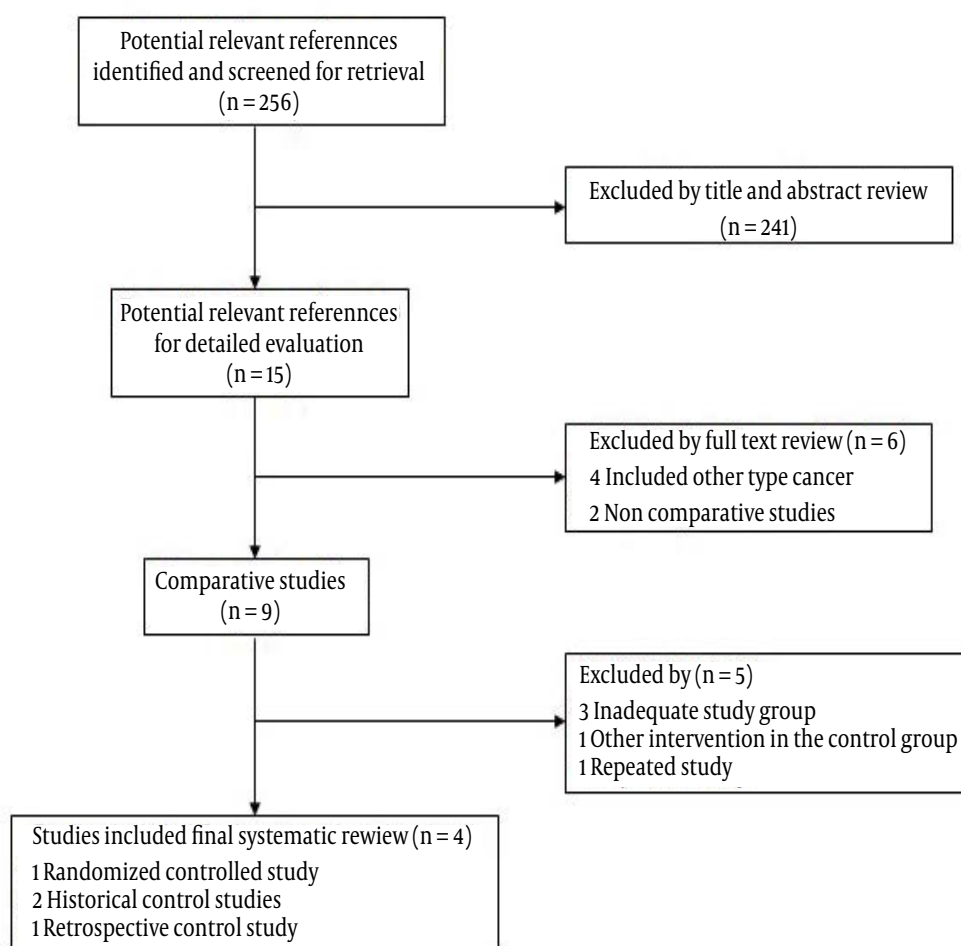 Potential relevant referennces
identified and screened for retrieval
(n = 256)
Excluded by title and abstract review
(n = 241)
Potential relevant referennces
for detailed evaluation
(n = 15)
Excluded by full text review (n = 6)
4 Included other type cancer
2 Non comparative studies
Comparative studies
(n = 9)
Excluded by (n = 5)
3 Inadequate study group
1 Other intervention in the control group
1 Repeated study
Studies included final systematic rewiew (n = 4)
1 Randomized controlled study
2 Historical control studies
1 Retrospective control study